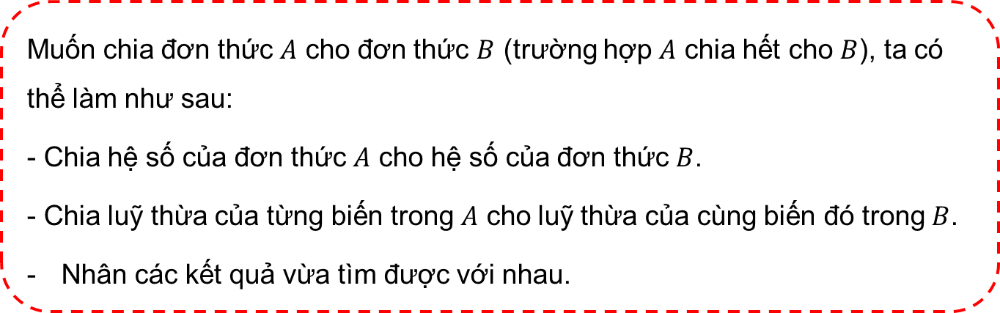 Muốn chia đơn thức A cho đơn thức B (trường hợp A chia hết cho B), ta có
thể làm như sau:
- Chia hệ số của đơn thức A cho hệ số của đơn thức B.
- Chia luỹ thừa của từng biến trong A cho luỹ thừa của cùng biến đó trong B.
- Nhân các kết quả vừa tìm được với nhau.